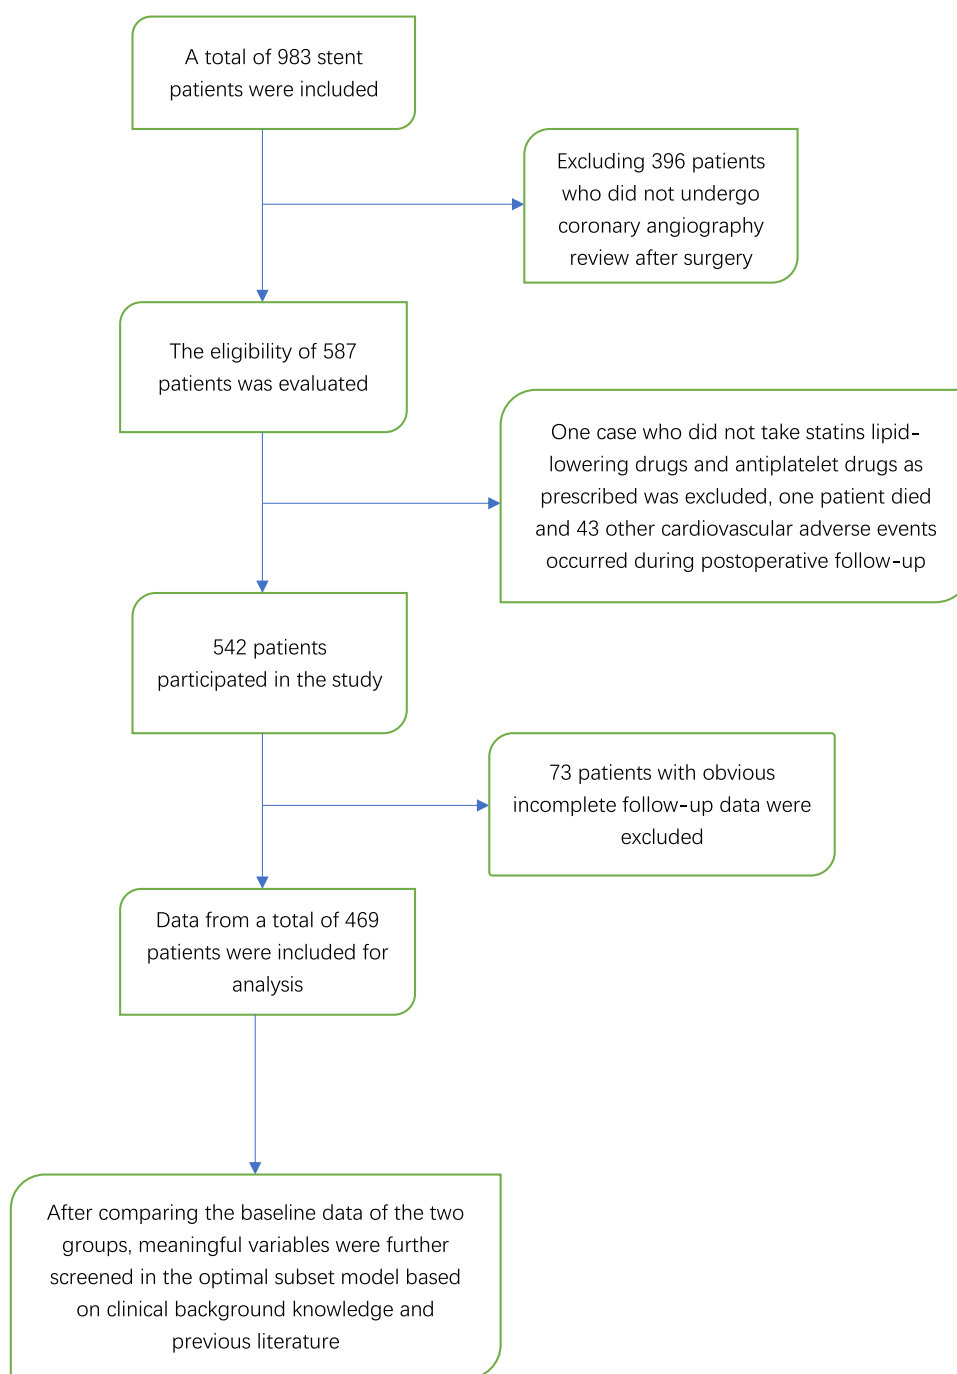 A total of 983 stent
patients were included
Excluding 396 patients
who did not undergo
coronary angiography
review after surgery
The eligibility of 587
patients was evaluated
One case who did not take statins lipid-
lowering drugs and antiplatelet drugs as
prescribed was excluded, one patient died
and 43 other cardiovascular adverse events
occurred during postoperative follow-up
542 patients
participated in the study
73 patients with obvious
incomplete follow-up data were
excluded
Data from a total of 469
patients were included for
analysis
After comparing the baseline data of the two
groups, meaningful variables were further
screened in the optimal subset model based
on clinical background knowledge and
previous literature